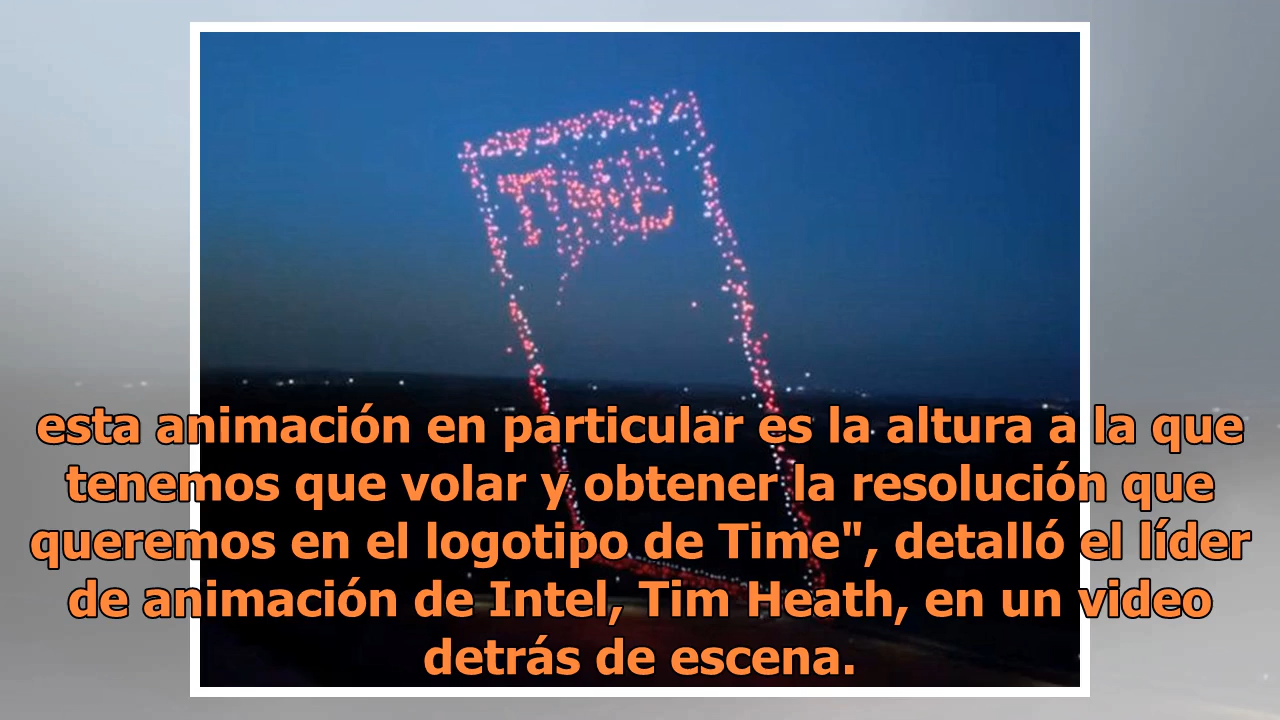 TIME
esta animación en particular es la altura a la que
tenemos que volar y obtener la resolución que
queremos en el logotipo de Time", detalló el líder
de animación de Intel, Tim Heath, en un video
detrás de escena.